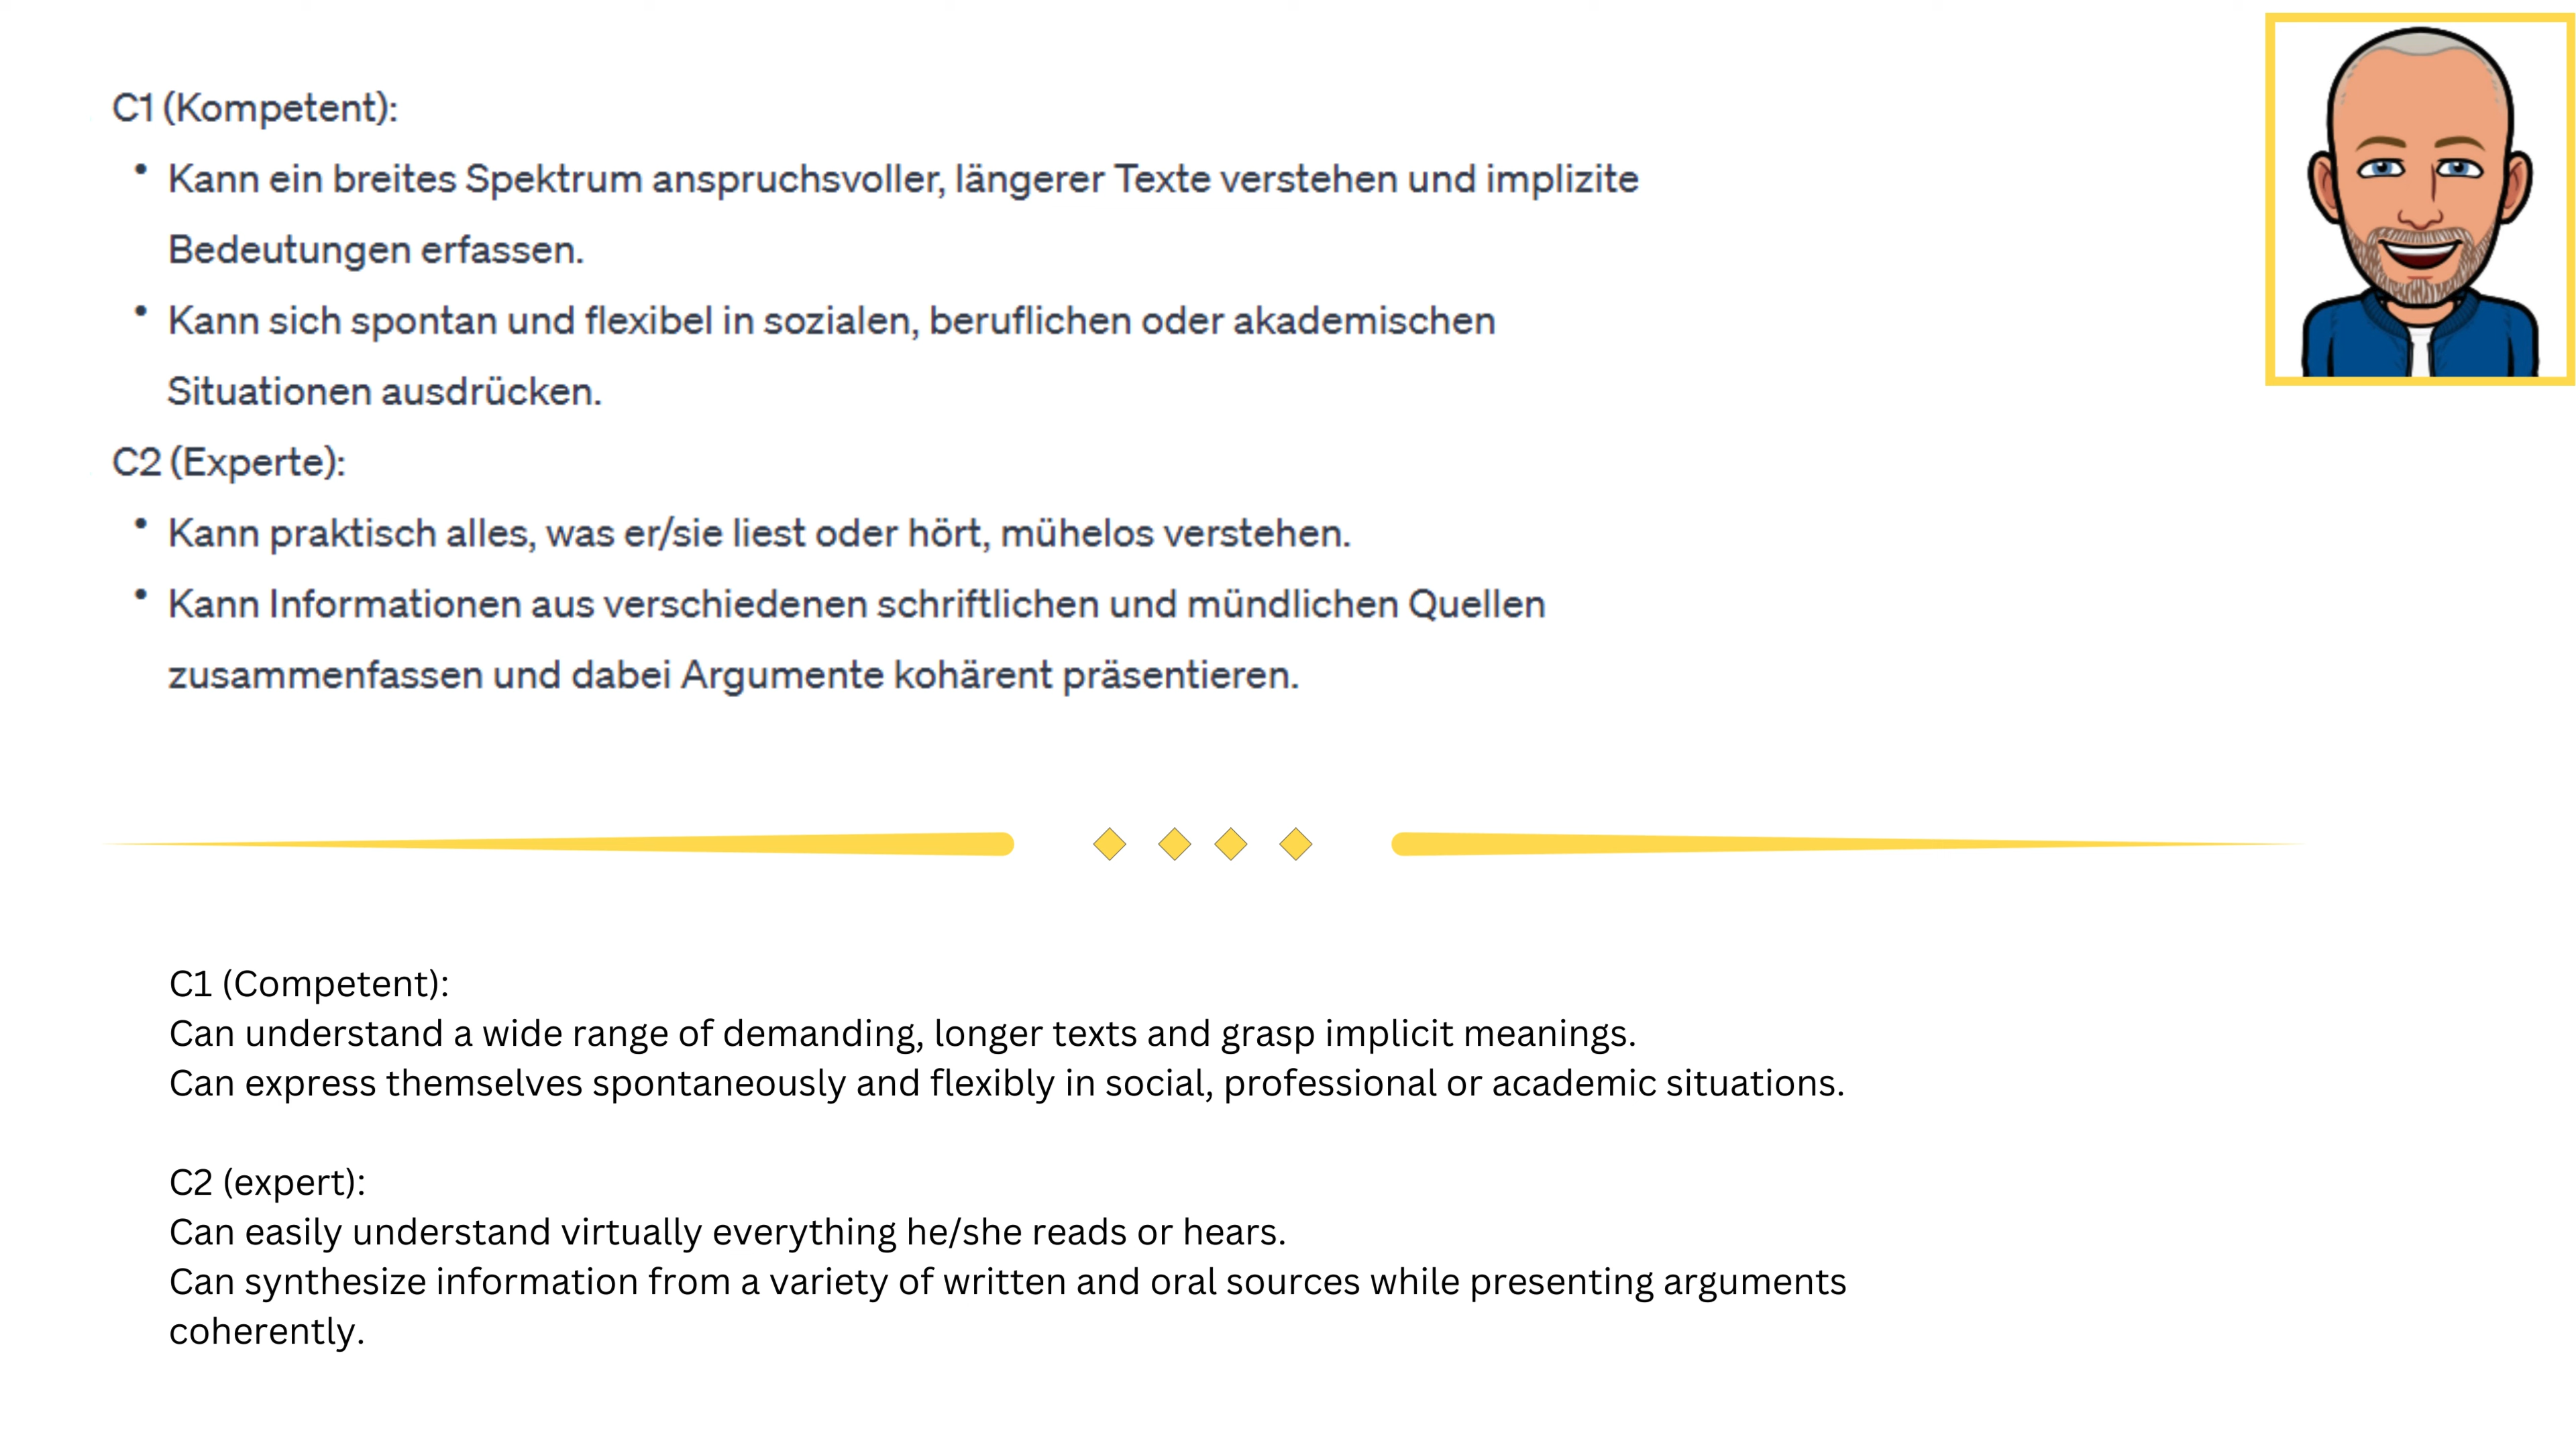 C1 (Kompetent):
• Kann ein breites Spektrum anspruchsvoller, längerer Texte verstehen und implizite
Bedeutungen erfassen.
• Kann sich spontan und flexibel in sozialen, beruflichen oder akademischen
Situationen ausdrücken.
C2 (Experte):
• Kann praktisch alles, was er/sie liest oder hört, mühelos verstehen.
• Kann Informationen aus verschiedenen schriftlichen und mündlichen Quellen
zusammenfassen und dabei Argumente kohärent präsentieren.
C1 (Competent):
Can understand a wide range of demanding, longer texts and grasp implicit meanings.
Can express themselves spontaneously and flexibly in social, professional or academic situations.
C2 (expert):
Can easily understand virtually everything he/she reads or hears.
Can synthesize information from a variety of written and oral sources while presenting arguments
coherently.